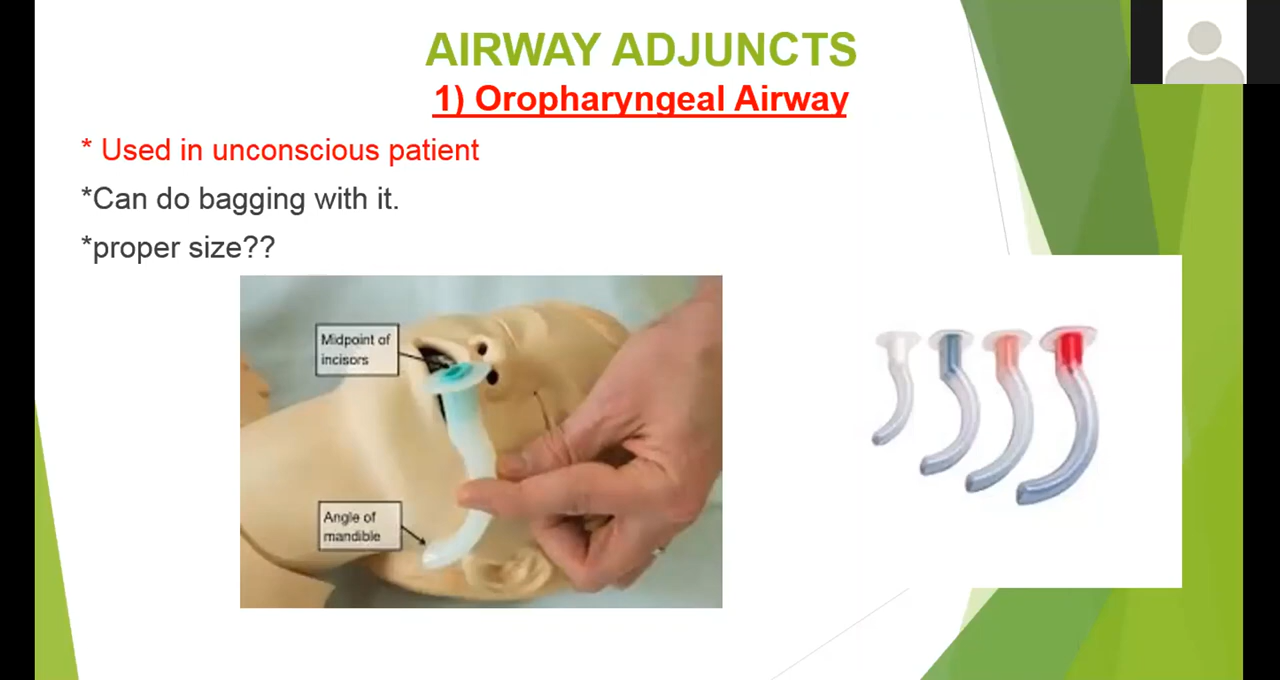 AIRWAY ADJUNCTS
1) Oropharyngeal Airway
* Used in unconscious patient
*Can do bagging with it.
*proper size??
Midpoint of
incisors
Angle of
mandible